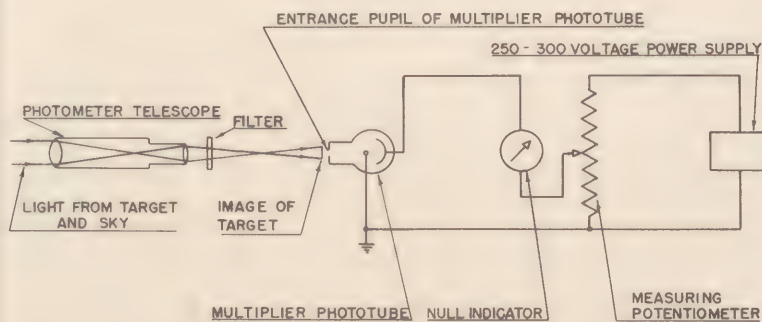 ENTRANCE PUPIL OF MULTIPLIER PHOTOTUBE
250 - 300 VOLTAGE POWER SUPPLY
PHOTOMETER TELESCOPE
FILTER
LIGHT FROM TARGET
AND SKY
IMAGE OF
TARGET
MULTIPLIER PHOTOTUBE
NULL INDICATOR
MEASURING
POTENTIOMETER